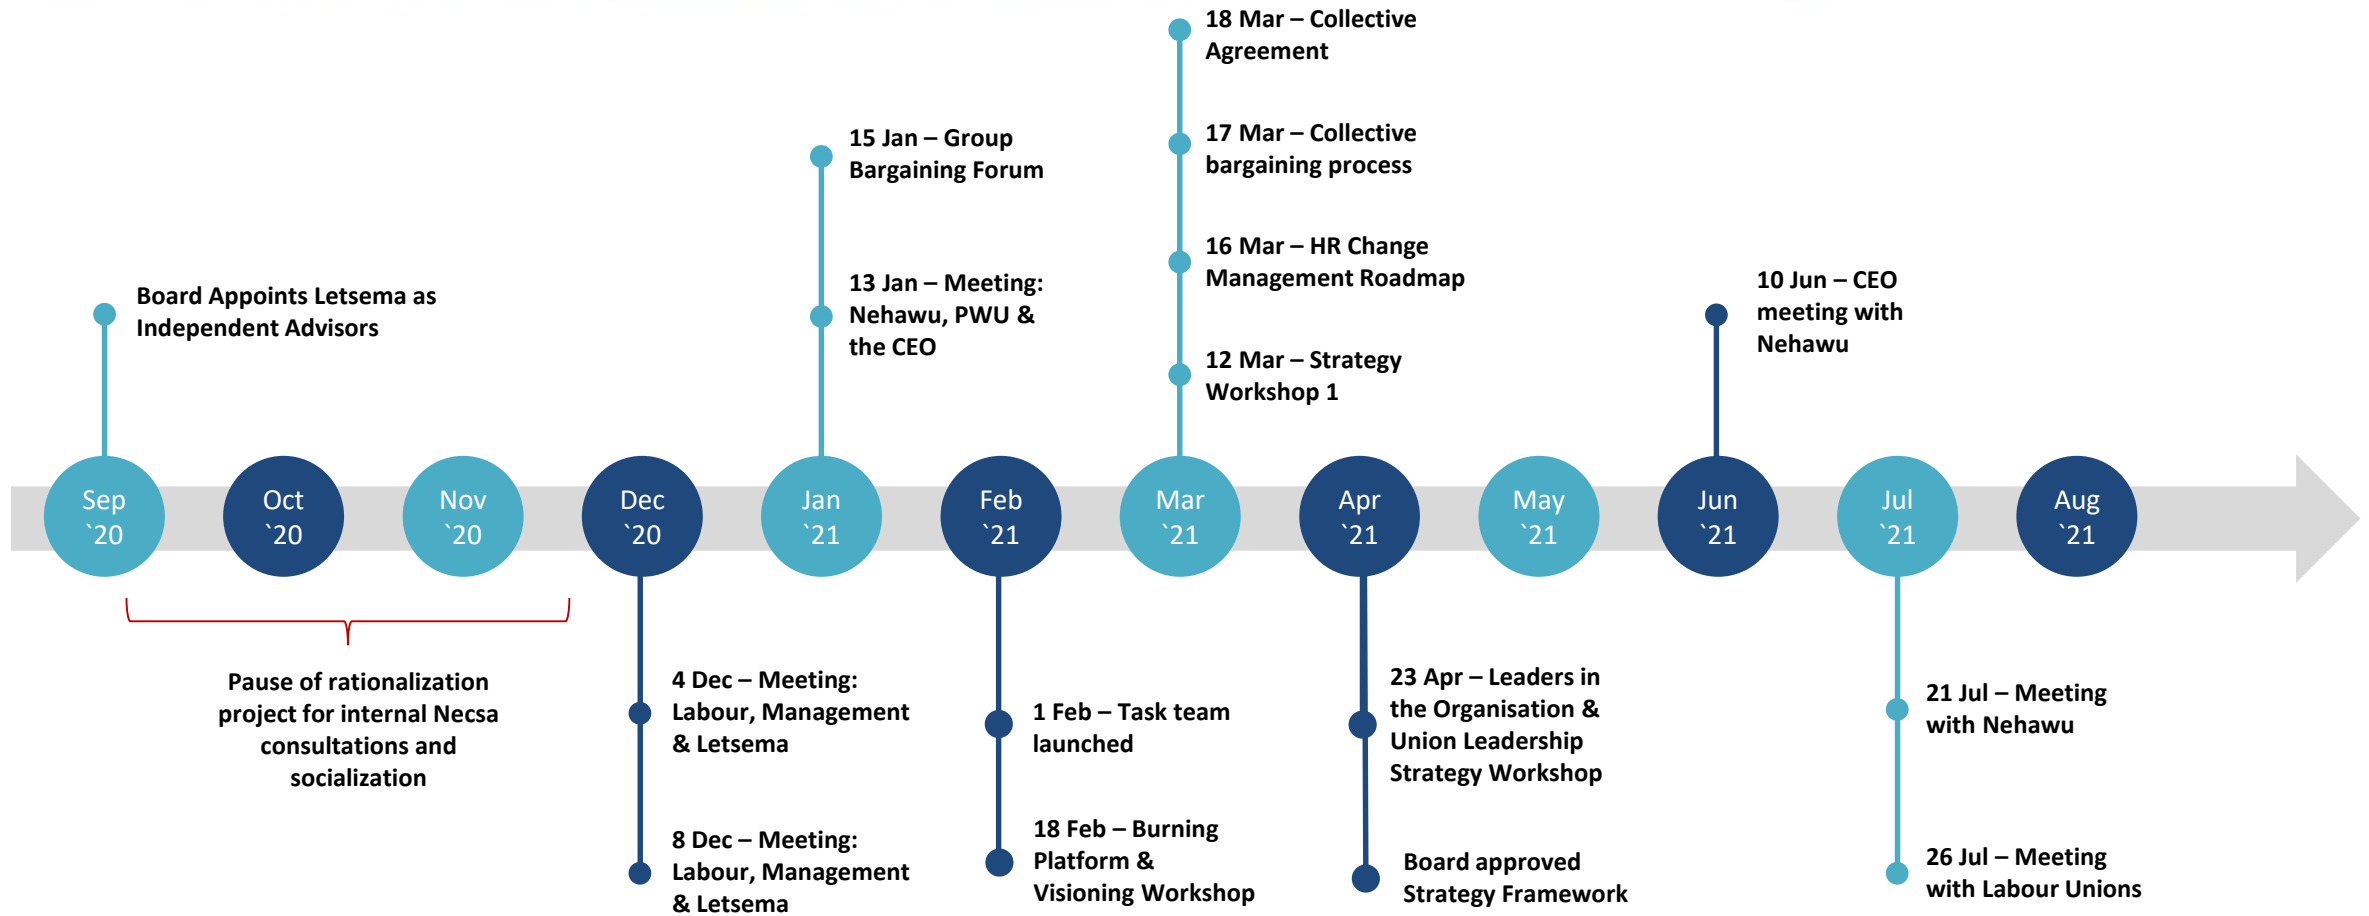 18 Mar – Collective
Agreement
17 Mar – Collective
bargaining process
16 Mar – HR Change
Management Roadmap
12 Mar – Strategy
Workshop 1
15 Jan – Group
Bargaining Forum
13 Jan – Meeting:
Nehawu, PWU &
the CEO
Board Appoints Letsema as
Independent Advisors
10 Jun – CEO
meeting with
Nehawu
Sep
`20
Oct
`20
Nov
`20
Dec
`20
Jan
`21
Feb
`21
Mar
`21
Apr
`21
May
`21
Jun
`21
Jul
`21
Aug
`21
Pause of rationalization
project for internal Necsa
consultations and
socialization
4 Dec – Meeting:
Labour, Management
& Letsema
8 Dec – Meeting:
Labour, Management
& Letsema
1 Feb – Task team
launched
18 Feb – Burning
Platform &
Visioning Workshop
23 Apr – Leaders in
the Organisation &
Union Leadership
Strategy Workshop
Board approved
Strategy Framework
21 Jul – Meeting
with Nehawu
26 Jul – Meeting
with Labour Unions